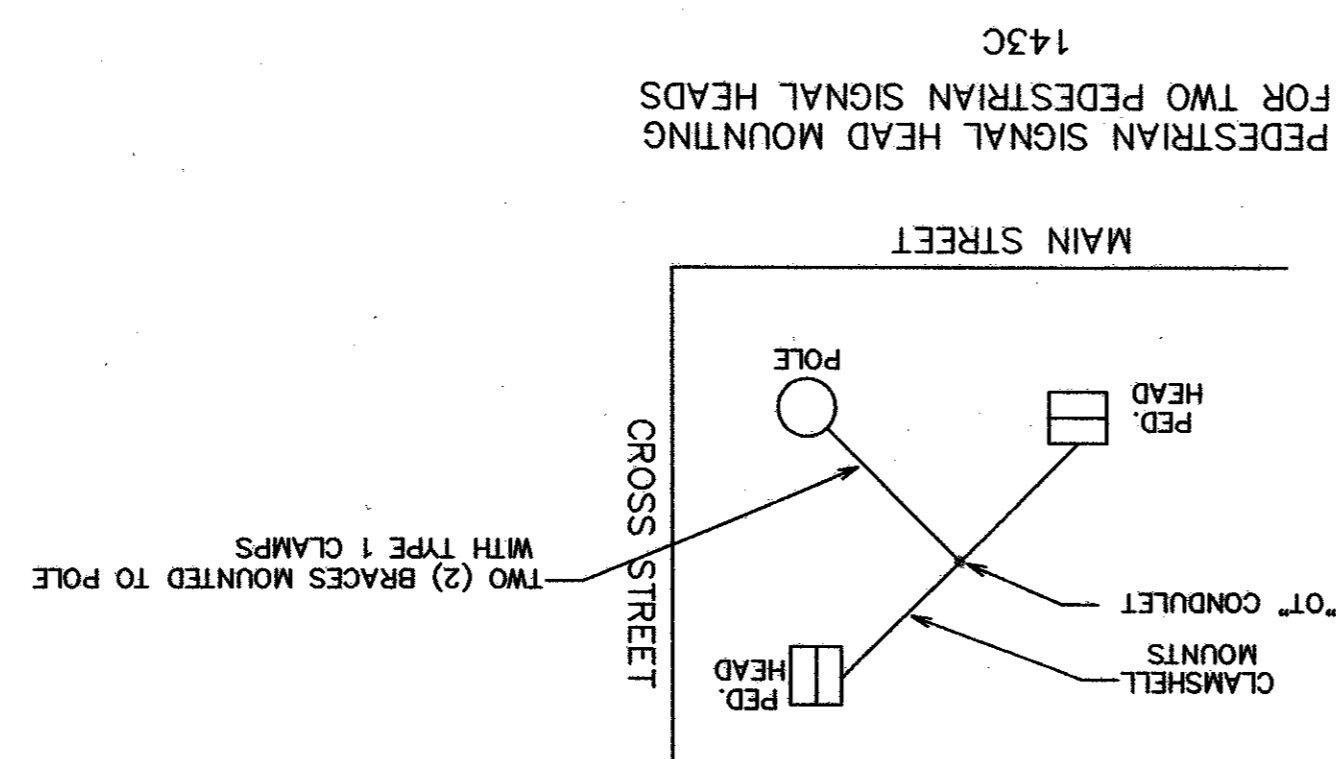 CLAMSHELL
MOUNTS
PED.
HEAD
"OT" CONDULET
TWO (2) BRACES MOUNTED TO POLE
WITH TYPE 1 CLAMPS
CROSS STREET
PED.
HEAD
POLE
MAIN STREET
PEDESTRIAN SIGNAL HEAD MOUNTING
FOR TWO PEDESTRIAN SIGNAL HEADS
143C